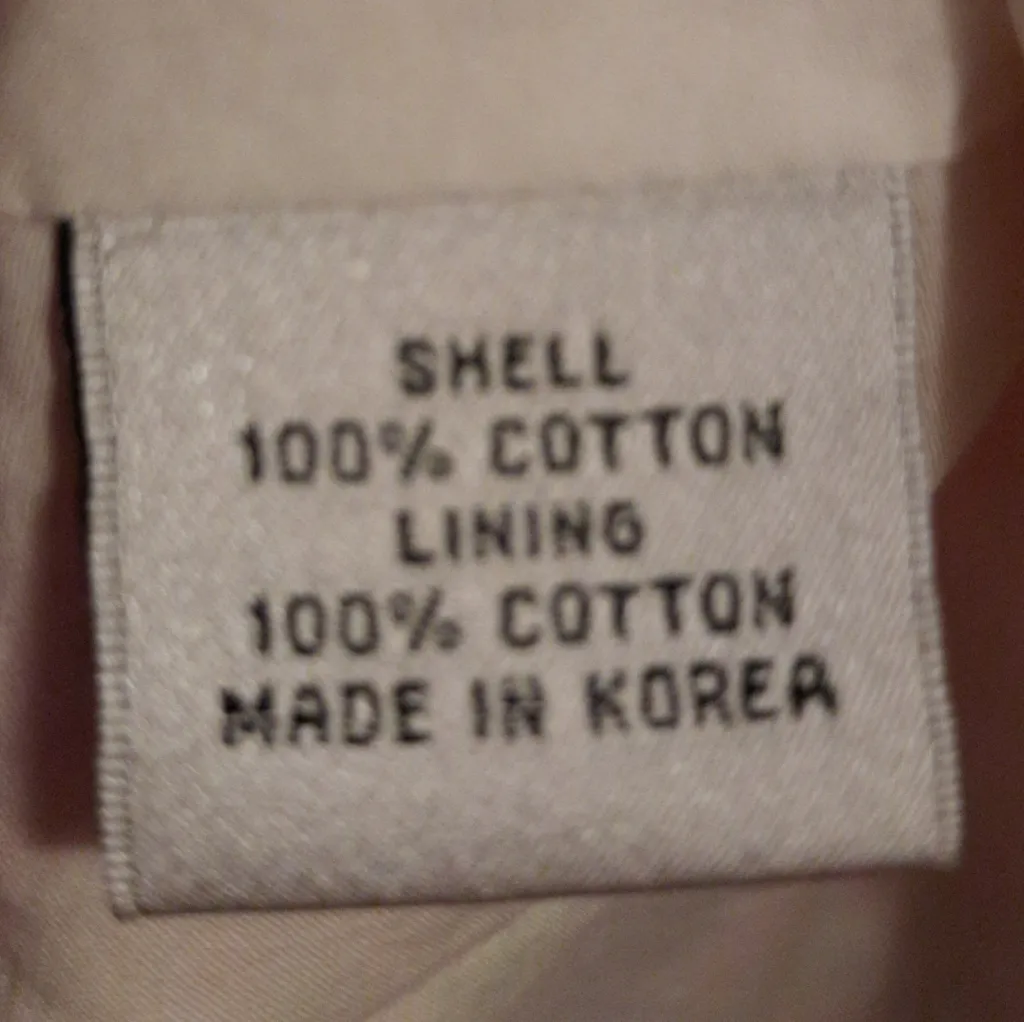 SHELL
100% COTTON
LINING
100% COTTON
MADE IN KOREA